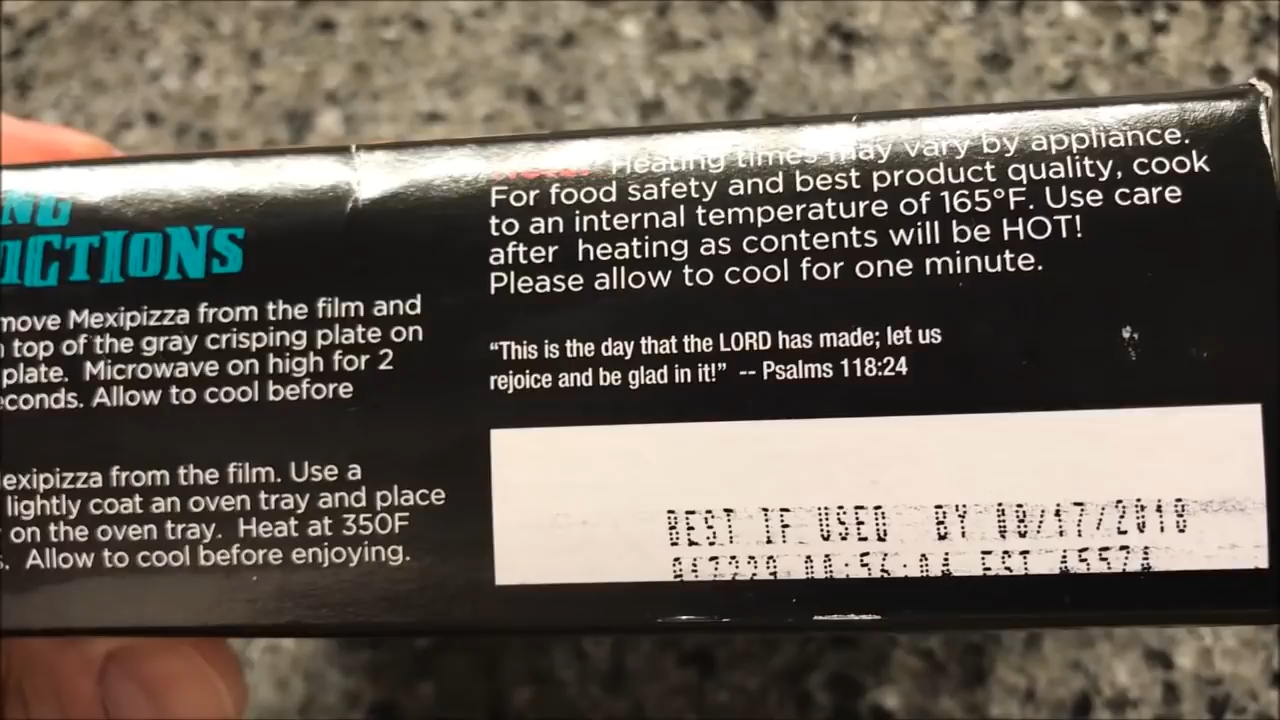 NG
UCTIONS
move Mexipizza from the film and
top of the gray crisping plate on
plate. Microwave on high for 2
econds. Allow to cool before
exipizza from the film. Use a
lightly coat an oven tray and place
on the oven tray. Heat at 350F
Allow to cool before enjoying.
Heating times may vary by appliance.
For food safety and best product quality, cook
to an internal temperature of 165°F. Use care
after heating as contents will be HOT!
Please allow to cool for one minute.
“This is the day that the LORD has made; let us
rejoice and be glad in it!” -- Psalms 118:24
BEST IF USED BY
EST